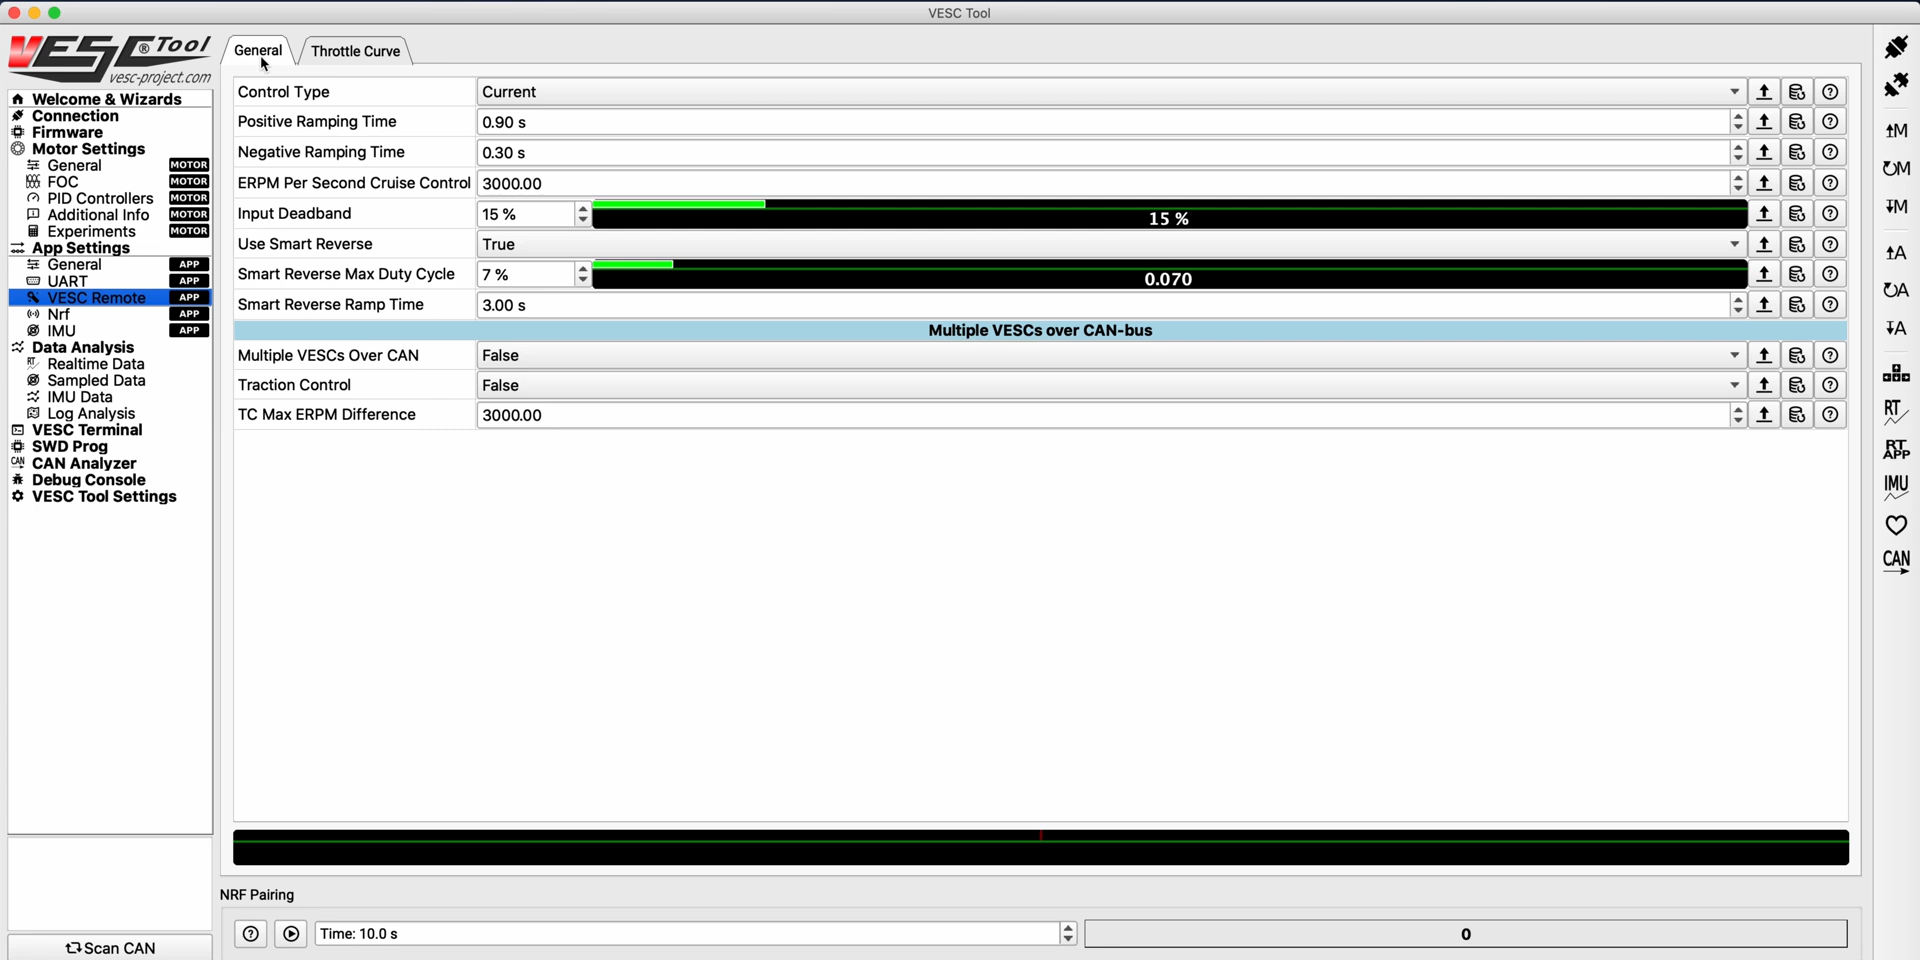 VESC Tool
VESC® Tool
vesc-project.com
Welcome & Wizards
Connection
Firmware
Motor Settings
General MOTOR
FOC MOTOR
PID Controllers MOTOR
Additional Info MOTOR
Experiments MOTOR
App Settings
General APP
UART APP
VESC Remote APP
Nrf APP
IMU APP
Data Analysis
RT Realtime Data
Sampled Data
IMU Data
Log Analysis
VESC Terminal
SWD Prog
CAN CAN Analyzer
Debug Console
VESC Tool Settings
Scan CAN
General Throttle Curve
Control Type Current
Positive Ramping Time 0.90 s
Negative Ramping Time 0.30 s
ERPM Per Second Cruise Control 3000.00
Input Deadband 15 % 15 %
Use Smart Reverse True
Smart Reverse Max Duty Cycle 7 % 0.070
Smart Reverse Ramp Time 3.00 s
Multiple VESCs over CAN-bus
Multiple VESCs Over CAN False
Traction Control False
TC Max ERPM Difference 3000.00
NRF Pairing
Time: 10.0 s 0
M
M
M
A
A
A
RT
RT
APP
IMU
CAN